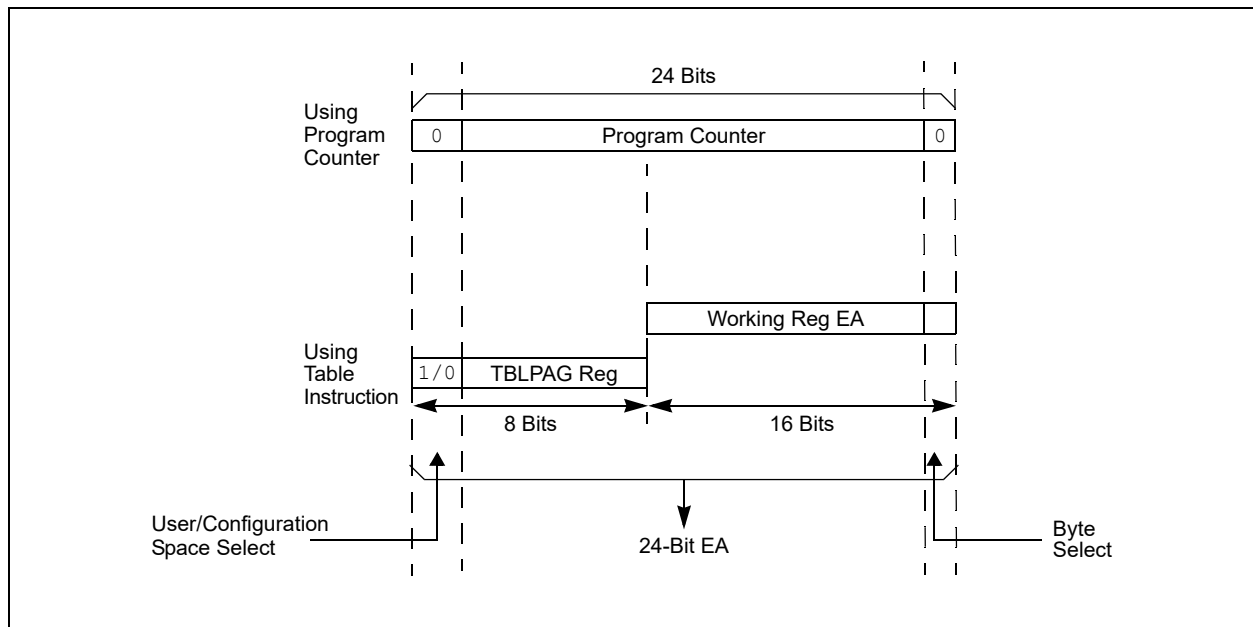 24 Bits
Using
Program
Counter
0
Program Counter
0
Working Reg EA
Using
Table
Instruction
1/0
TBLPAG Reg
8 Bits
16 Bits
User/Configuration
Space Select
24-Bit EA
Byte
Select